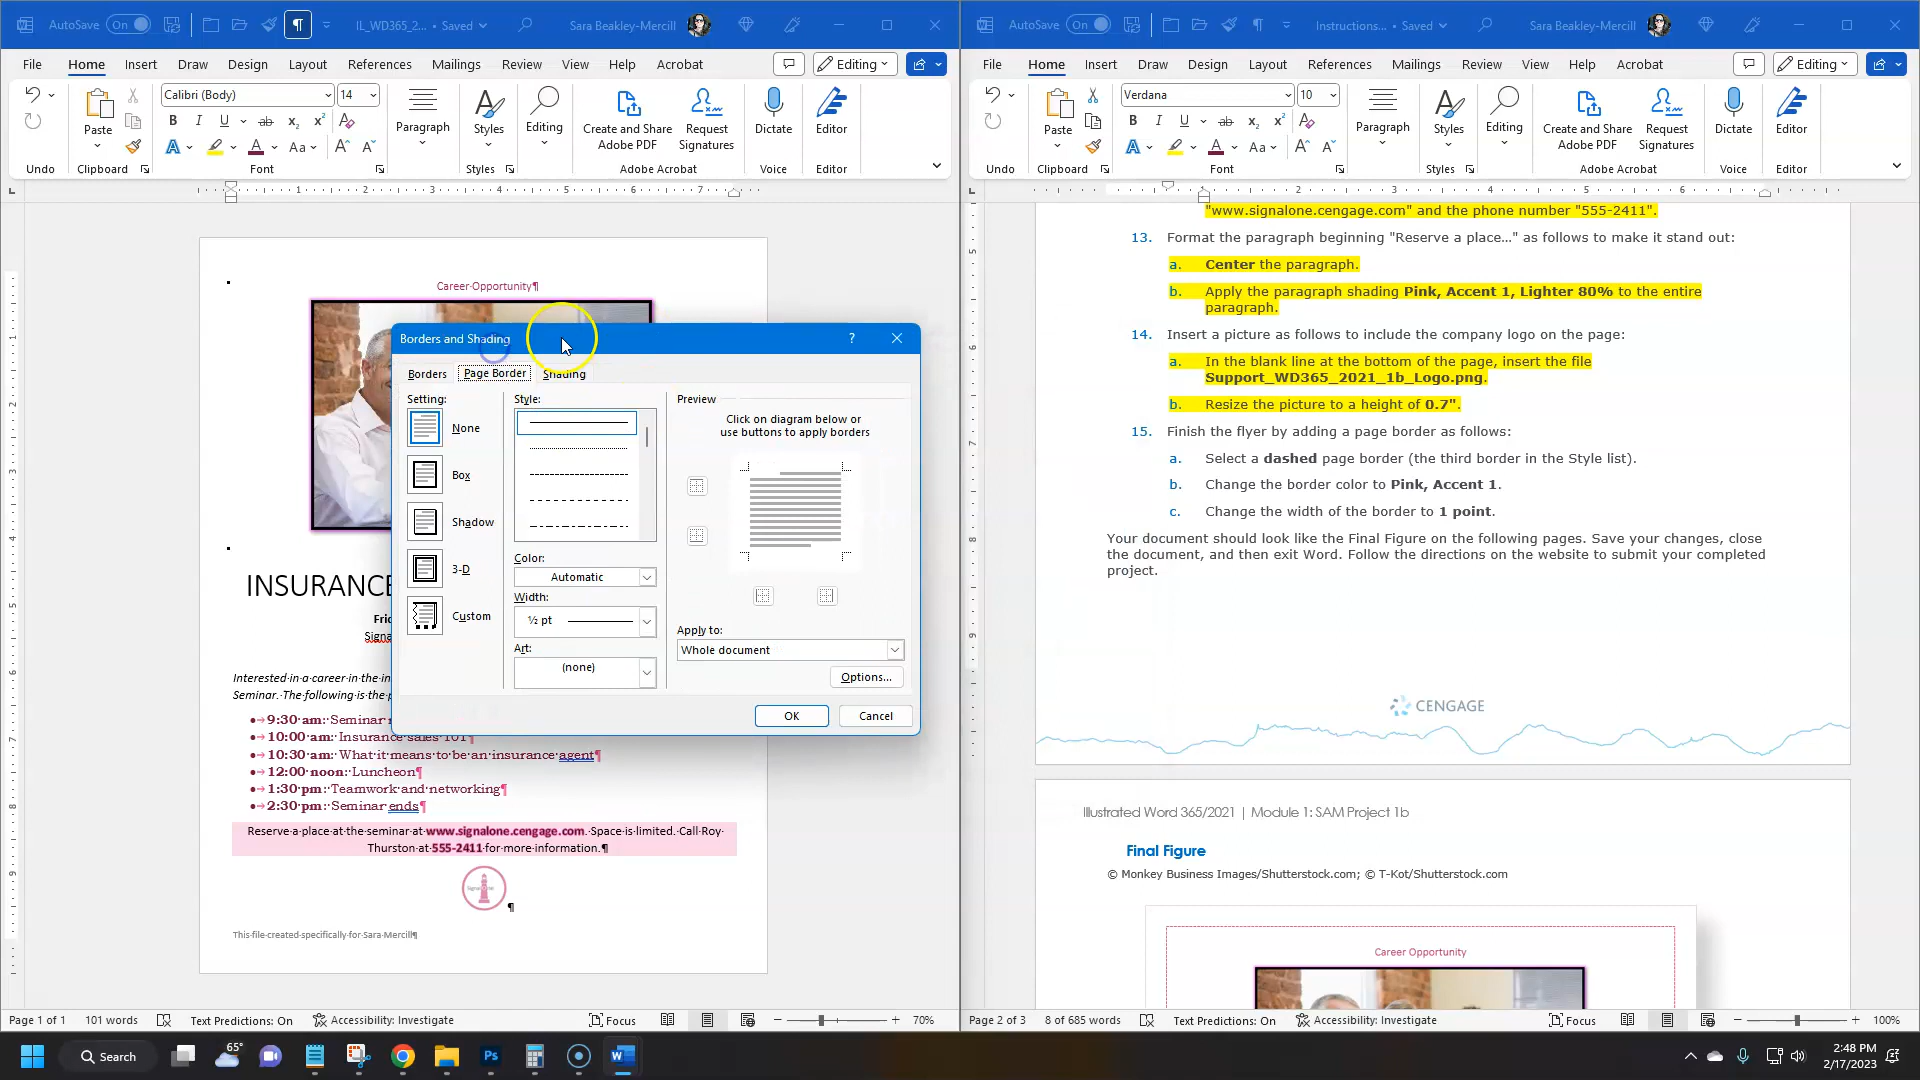 AutoSave On IL_WD365_2... • Saved Sara Beakley-Mercill
File Home Insert Draw Design Layout References Mailings Review View Help Acrobat Editing
Calibri (Body) 14
Paste Paragraph Styles Editing Create and Share Adobe PDF Request Signatures Dictate Editor
Undo Clipboard Font Styles Adobe Acrobat Voice Editor
Career·Opportunity¶
INSURANCE
Interested·in·a·career·in·the·in
Seminar.·The·following·is·the·p
9:30·am:·Seminar
10:00·am:·Insurance·sales·101¶
10:30·am:·What·it·means·to·be·an·insurance·agent¶
12:00·noon:·Luncheon¶
1:30·pm:·Teamwork·and·networking¶
2:30·pm:·Seminar·ends¶
Reserve·a·place·at·the·seminar·at·www.signalone.cengage.com.·Space·is·limited.·Call·Roy·
Thurston·at·555-2411·for·more·information.¶
¶
This·file·created·specifically·for·Sara·Mercill¶
Borders and Shading ?
Borders Page Border Shading
Setting:
None
Box
Shadow
3-D
Custom
Style:
Color:
Automatic
Width:
½ pt
Art:
(none)
Preview
Click on diagram below or
use buttons to apply borders
Apply to:
Whole document
Options...
OK Cancel
Page 1 of 1 101 words Text Predictions: On Accessibility: Investigate Focus 70%
AutoSave On Instructions... • Saved Sara Beakley-Mercill
File Home Insert Draw Design Layout References Mailings Review View Help Acrobat Editing
Verdana 10
Paste Paragraph Styles Editing Create and Share Adobe PDF Request Signatures Dictate Editor
Undo Clipboard Font Styles Adobe Acrobat Voice Editor
"www.signalone.cengage.com" and the phone number "555-2411".
13. Format the paragraph beginning "Reserve a place…" as follows to make it stand out:
a. Center the paragraph.
b. Apply the paragraph shading Pink, Accent 1, Lighter 80% to the entire
paragraph.
14. Insert a picture as follows to include the company logo on the page:
a. In the blank line at the bottom of the page, insert the file
Support_WD365_2021_1b_Logo.png.
b. Resize the picture to a height of 0.7".
15. Finish the flyer by adding a page border as follows:
a. Select a dashed page border (the third border in the Style list).
b. Change the border color to Pink, Accent 1.
c. Change the width of the border to 1 point.
Your document should look like the Final Figure on the following pages. Save your changes, close
the document, and then exit Word. Follow the directions on the website to submit your completed
project.
CENGAGE
Illustrated Word 365/2021 | Module 1: SAM Project 1b
Final Figure
© Monkey Business Images/Shutterstock.com; © T-Kot/Shutterstock.com
Career Opportunity
Page 2 of 3 8 of 685 words Text Predictions: On Accessibility: Investigate Focus 100%
Search 65° 2:48 PM
2/17/2023